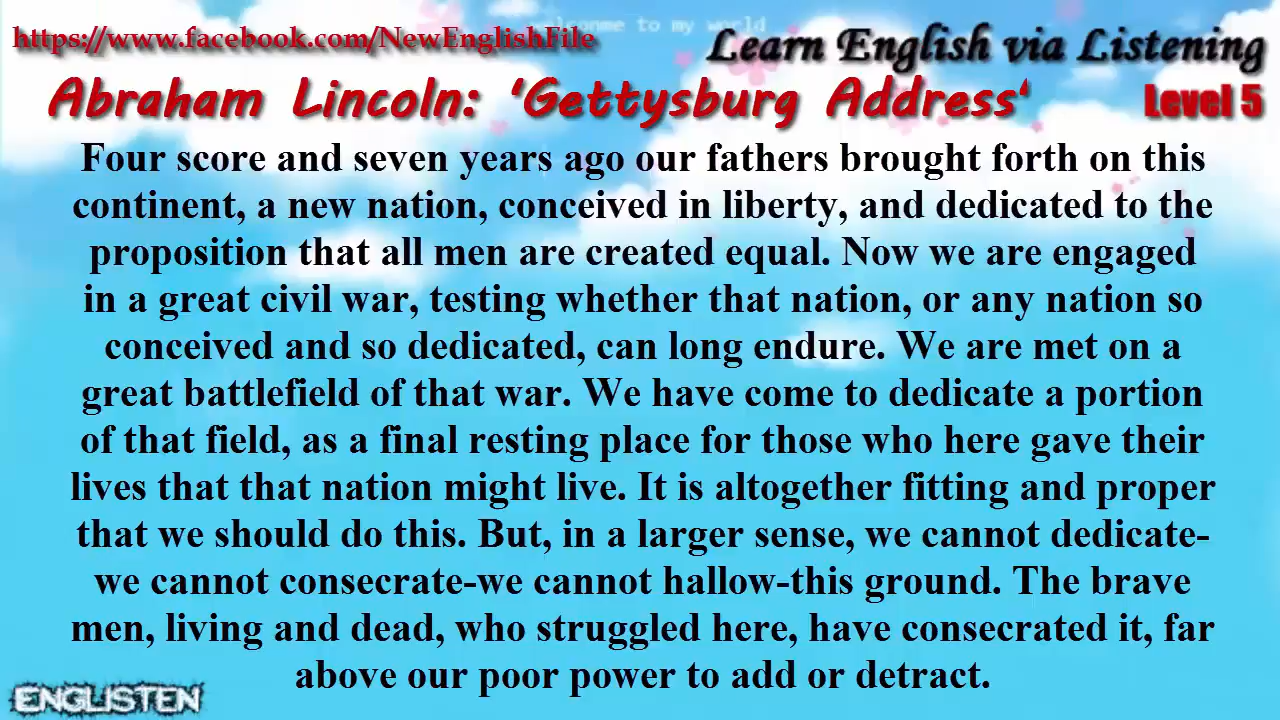 welcome to my world
https://www.facebook.com/NewEnglishFile
Learn English via Listening
Abraham Lincoln: 'Gettysburg Address'
Level 5
Four score and seven years ago our fathers brought forth on this
continent, a new nation, conceived in liberty, and dedicated to the
proposition that all men are created equal. Now we are engaged
in a great civil war, testing whether that nation, or any nation so
conceived and so dedicated, can long endure. We are met on a
great battlefield of that war. We have come to dedicate a portion
of that field, as a final resting place for those who here gave their
lives that that nation might live. It is altogether fitting and proper
that we should do this. But, in a larger sense, we cannot dedicate-
we cannot consecrate-we cannot hallow-this ground. The brave
men, living and dead, who struggled here, have consecrated it, far
above our poor power to add or detract.
ENGLISTEN